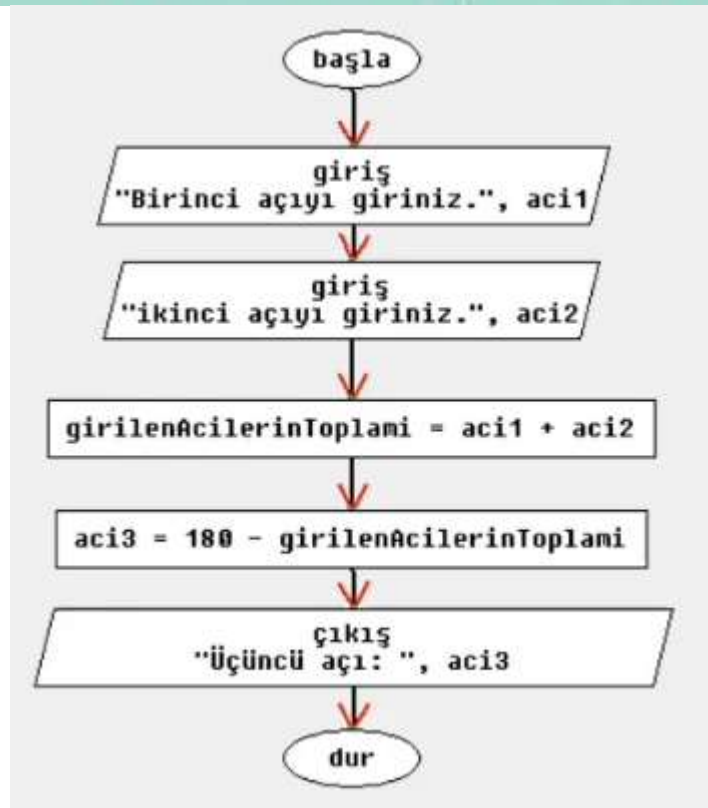 başla
giriş
"Birinci açıyı giriniz.", aci1
giriş
"ikinci açıyı giriniz.", aci2
girilenAcilerinToplami = aci1 + aci2
aci3 = 180 - girilenAcilerinToplami
çıkış
"Üçüncü açı: ", aci3
dur